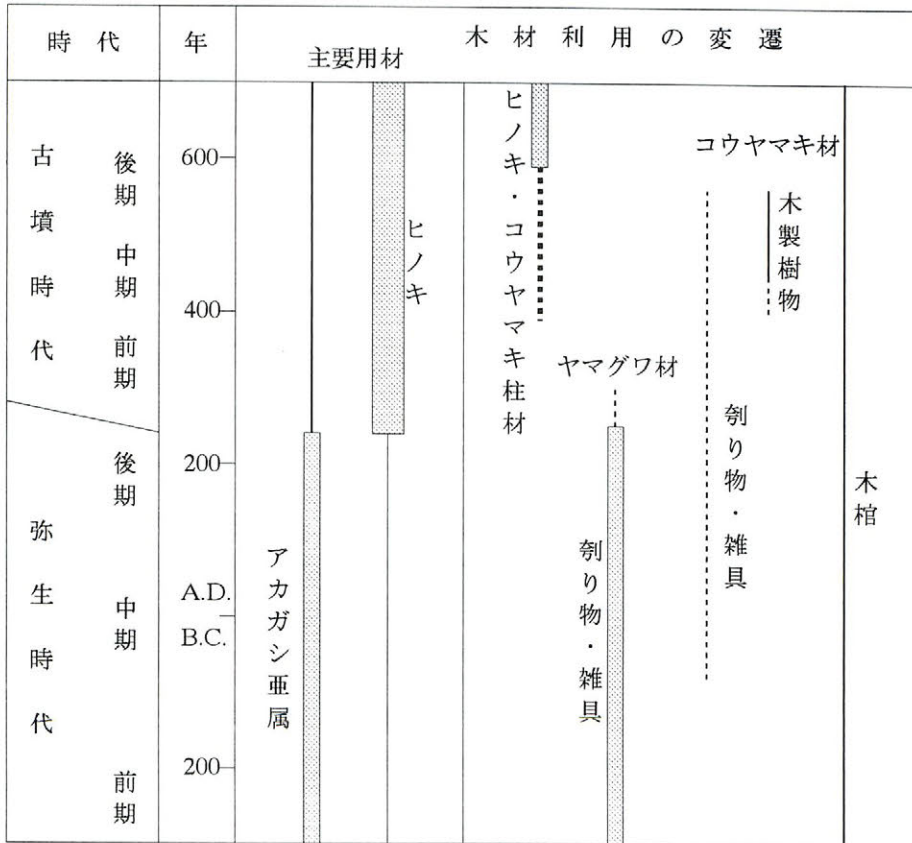 時代
年
木材利用の変遷
主要用材
古墳時代
後期
中期
前期
弥生時代
後期
中期
前期
600
400
200
A.D.
B.C.
200
アカガシ亜属
ヒノキ
ヒノキ・コウヤマキ柱材
ヤマグワ材
刳り物・雑具
コウヤマキ材
刳り物・雑具
木製樹物
木棺